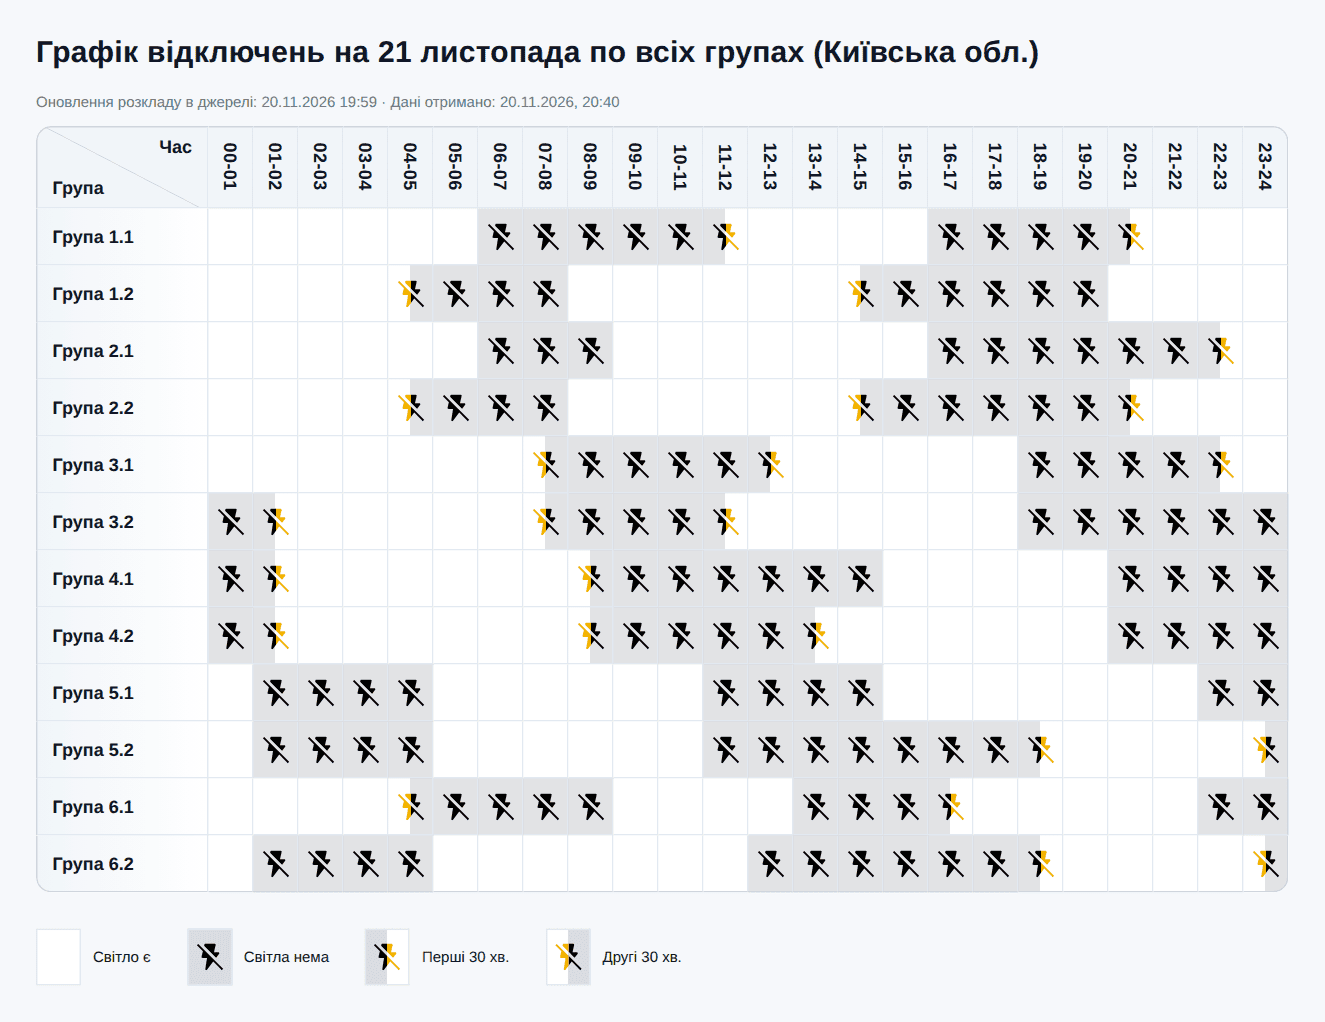 Графік відключень на 21 листопада по всіх групах (Київська обл.)
Оновлення розкладу в джерелі: 20.11.2026 19:59 · Дані отримано: 20.11.2026, 20:40
Час
Група
00-01 01-02 02-03 03-04 04-05 05-06 06-07 07-08 08-09 09-10 10-11 11-12 12-13 13-14 14-15 15-16 16-17 17-18 18-19 19-20 20-21 21-22 22-23 23-24
Група 1.1
Група 1.2
Група 2.1
Група 2.2
Група 3.1
Група 3.2
Група 4.1
Група 4.2
Група 5.1
Група 5.2
Група 6.1
Група 6.2
Світло є Світла нема Перші 30 хв. Другі 30 хв.